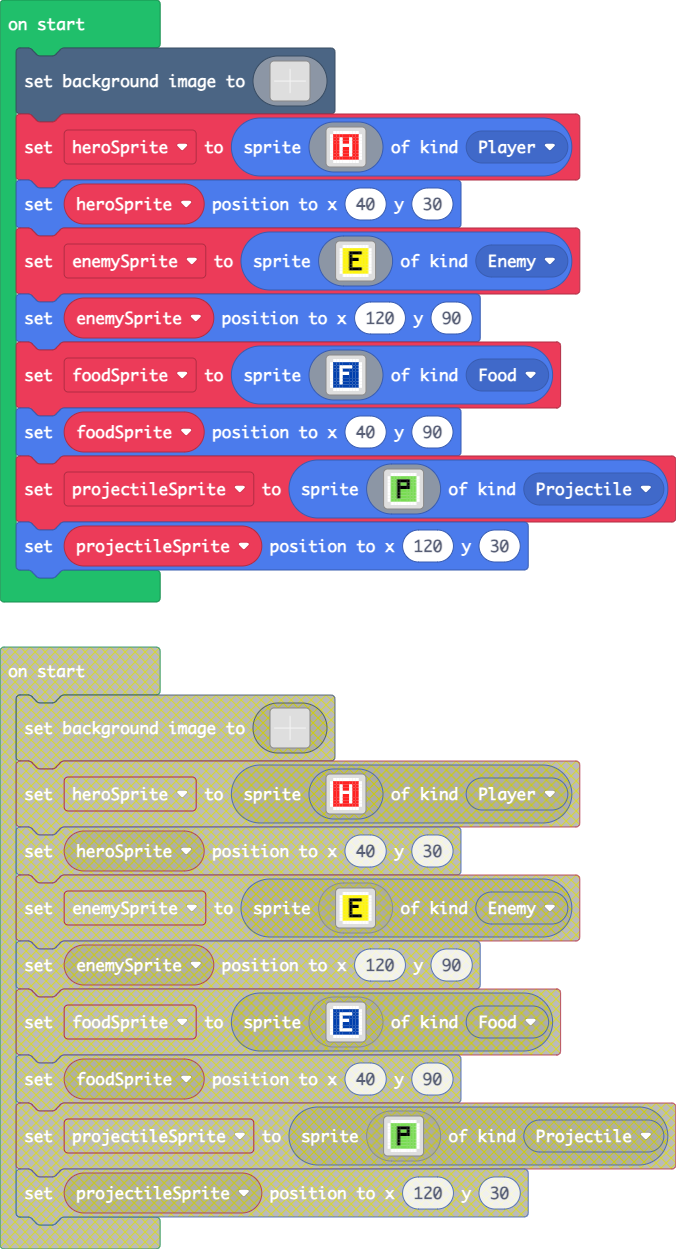 on start
set background image to
set heroSprite to sprite H of kind Player
set heroSprite position to x 40 y 30
set enemySprite to sprite E of kind Enemy
set enemySprite position to x 120 y 90
set foodSprite to sprite F of kind Food
set foodSprite position to x 40 y 90
set projectileSprite to sprite P of kind Projectile
set projectileSprite position to x 120 y 30
on start
set background image to
set heroSprite to sprite H of kind Player
set heroSprite position to x 40 y 30
set enemySprite to sprite E of kind Enemy
set enemySprite position to x 120 y 90
set foodSprite to sprite E of kind Food
set foodSprite position to x 40 y 90
set projectileSprite to sprite P of kind Projectile
set projectileSprite position to x 120 y 30